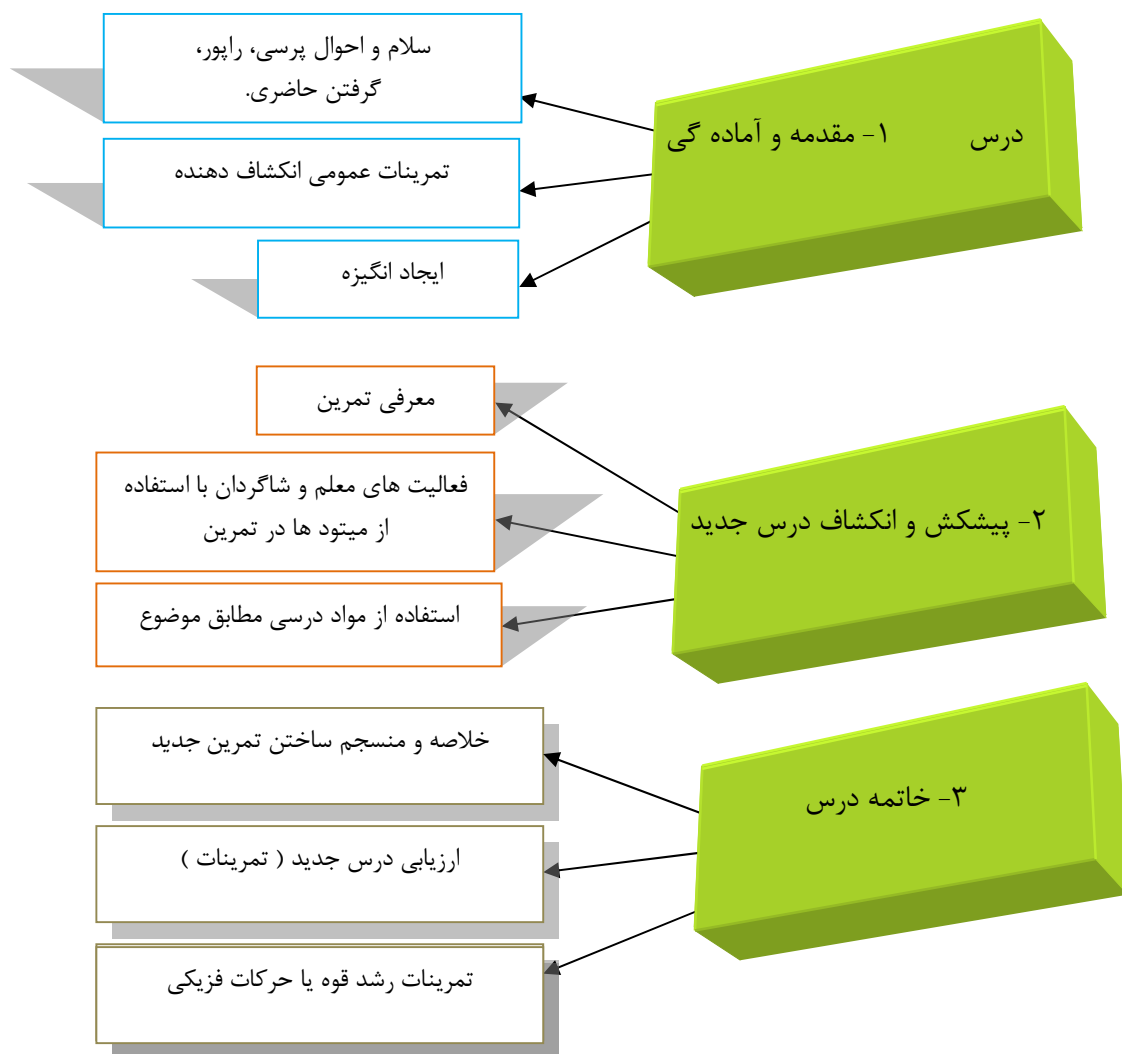 ۱- مقدمه و آماده گی درس
سلام و احوال پرسی، راپور،
گرفتن حاضری.
تمرینات عمومی انکشاف دهنده
ایجاد انگیزه
۲- پیشکش و انکشاف درس جدید
معرفی تمرین
فعالیت های معلم و شاگردان با استفاده
از میتود ها در تمرین
استفاده از مواد درسی مطابق موضوع
۳- خاتمه درس
خلاصه و منسجم ساختن تمرین جدید
ارزیابی درس جدید ( تمرینات )
تمرینات رشد قوه یا حرکات فزیکی